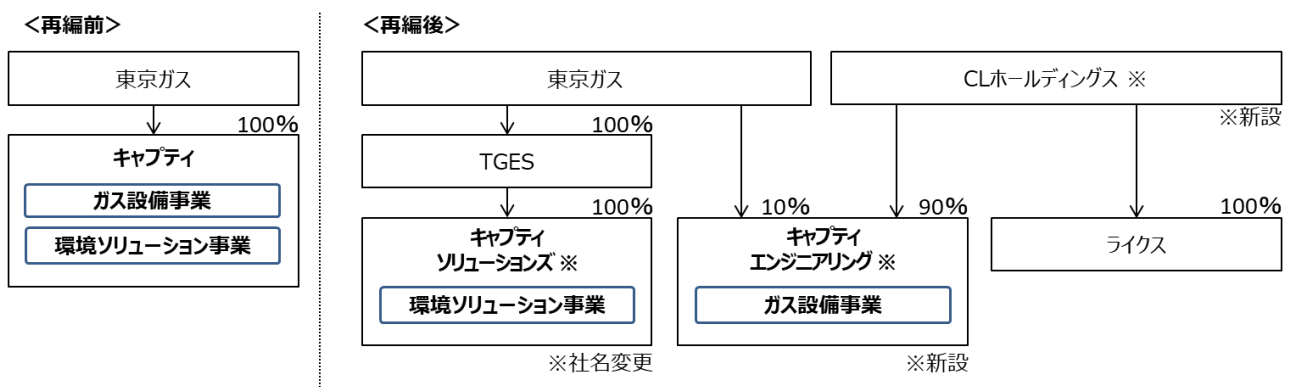 ＜再編前＞
東京ガス
100%
キャプティ
ガス設備事業
環境ソリューション事業
＜再編後＞
東京ガス
CLホールディングス ※
※新設
100%
TGES
100%
キャプティ
ソリューションズ ※
環境ソリューション事業
※社名変更
10%
90%
キャプティ
エンジニアリング ※
ガス設備事業
※新設
100%
ライクス